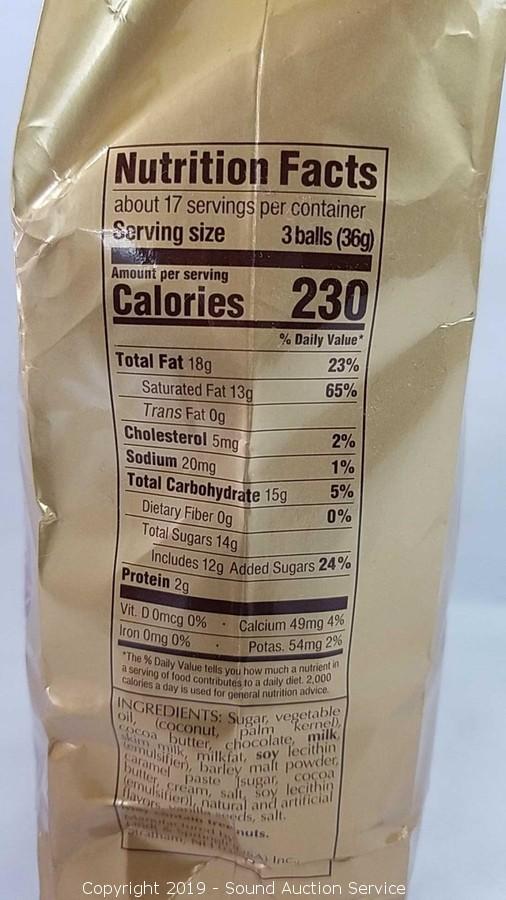 Nutrition Facts
about 17 servings per container
Serving size 3 balls (36g)
Amount per serving
Calories 230
% Daily Value*
Total Fat 18g 23%
Saturated Fat 13g 65%
Trans Fat 0g
Cholesterol 5mg 2%
Sodium 20mg 1%
Total Carbohydrate 15g 5%
Dietary Fiber 0g 0%
Total Sugars 14g
Includes 12g Added Sugars 24%
Protein 2g
Vit. D 0mcg 0% · Calcium 49mg 4%
Iron 0mg 0% · Potas. 54mg 2%
*The % Daily Value tells you how much a nutrient in
a serving of food contributes to a daily diet. 2,000
calories a day is used for general nutrition advice.
INGREDIENTS: Sugar, vegetable
oil, (coconut, palm kernel),
cocoa butter, chocolate, milk,
skim milk, milkfat, soy lecithin
(emulsifier), barley malt powder,
caramel paste [sugar, cocoa
butter, cream, salt, soy lecithin
(emulsifier)], natural and artificial
flavors, vanilla seeds, salt.
May contain nuts.
Manufactured
Stratham, NH Inc.
Copyright 2019 - Sound Auction Service